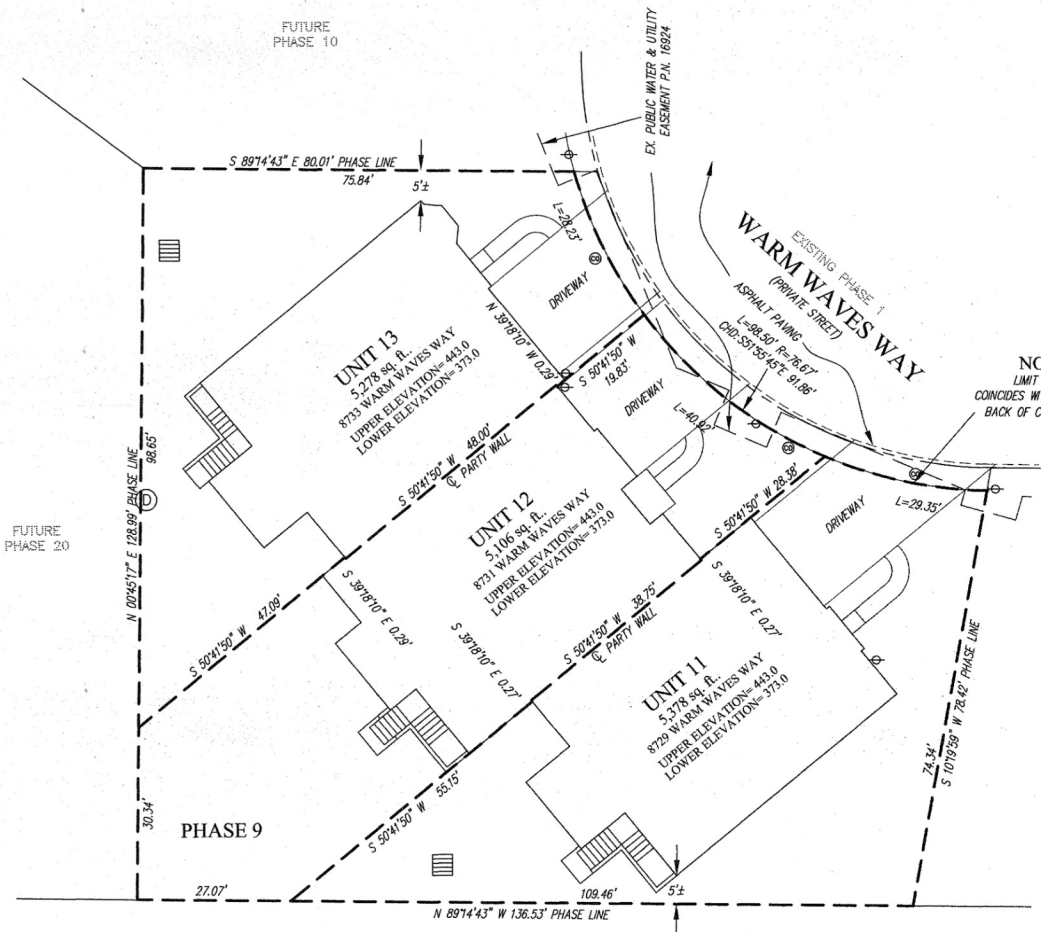 FUTURE
PHASE 10
EX. PUBLIC WATER & UTILITY
EASEMENT P.N. 16924
S 89°14'43" E 80.01' PHASE LINE
75.84'
5'±
L=28.23'
EXISTING PHASE 1
WARM WAVES WAY
(PRIVATE STREET)
ASPHALT PAVING
L=98.50' R=76.67'
CHD: S51°55'45"E 91.86'
NO
LIMIT
COINCIDES WI
BACK OF C
CO
DRIVEWAY
N 39°18'10" W 0.29'
S 50°41'50" W
19.83'
DRIVEWAY
L=40.92'
CO
CO
L=29.35'
DRIVEWAY
S 50°41'50" W 28.38'
UNIT 13
5,278 sq. ft..
8733 WARM WAVES WAY
UPPER ELEVATION= 443.0
LOWER ELEVATION= 373.0
S 50°41'50" W 48.00'
℄ PARTY WALL
N 00°45'17" E 128.99' PHASE LINE
98.65'
D
FUTURE
PHASE 20
UNIT 12
5,106 sq. ft..
8731 WARM WAVES WAY
UPPER ELEVATION= 443.0
LOWER ELEVATION= 373.0
S 50°41'50" W 47.09'
S 39°18'10" E 0.29'
S 39°18'10" E 0.27'
S 50°41'50" W 38.75'
℄ PARTY WALL
S 39°18'10" E 0.27'
UNIT 11
5,378 sq. ft..
8729 WARM WAVES WAY
UPPER ELEVATION= 443.0
LOWER ELEVATION= 373.0
74.34'
S 10°19'59" W 78.42' PHASE LINE
S 50°41'50" W 55.15'
30.34'
PHASE 9
27.07'
109.46'
5'±
N 89°14'43" W 136.53' PHASE LINE